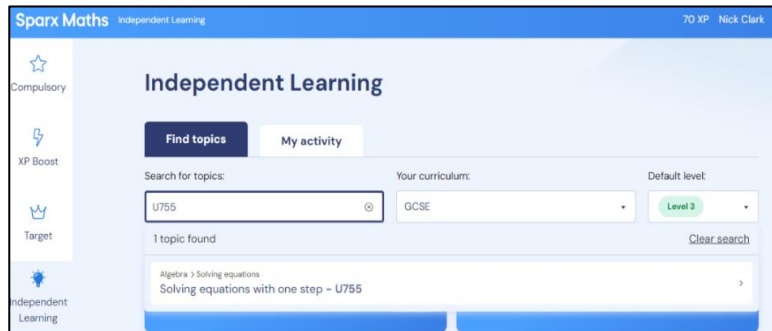 Sparx Maths Independent Learning 70 XP Nick Clark
Compulsory
XP Boost
Target
Independent
Learning
Independent Learning
Find topics My activity
Search for topics: Your curriculum: Default level:
U755 GCSE Level 3
1 topic found Clear search
Algebra > Solving equations
Solving equations with one step - U755